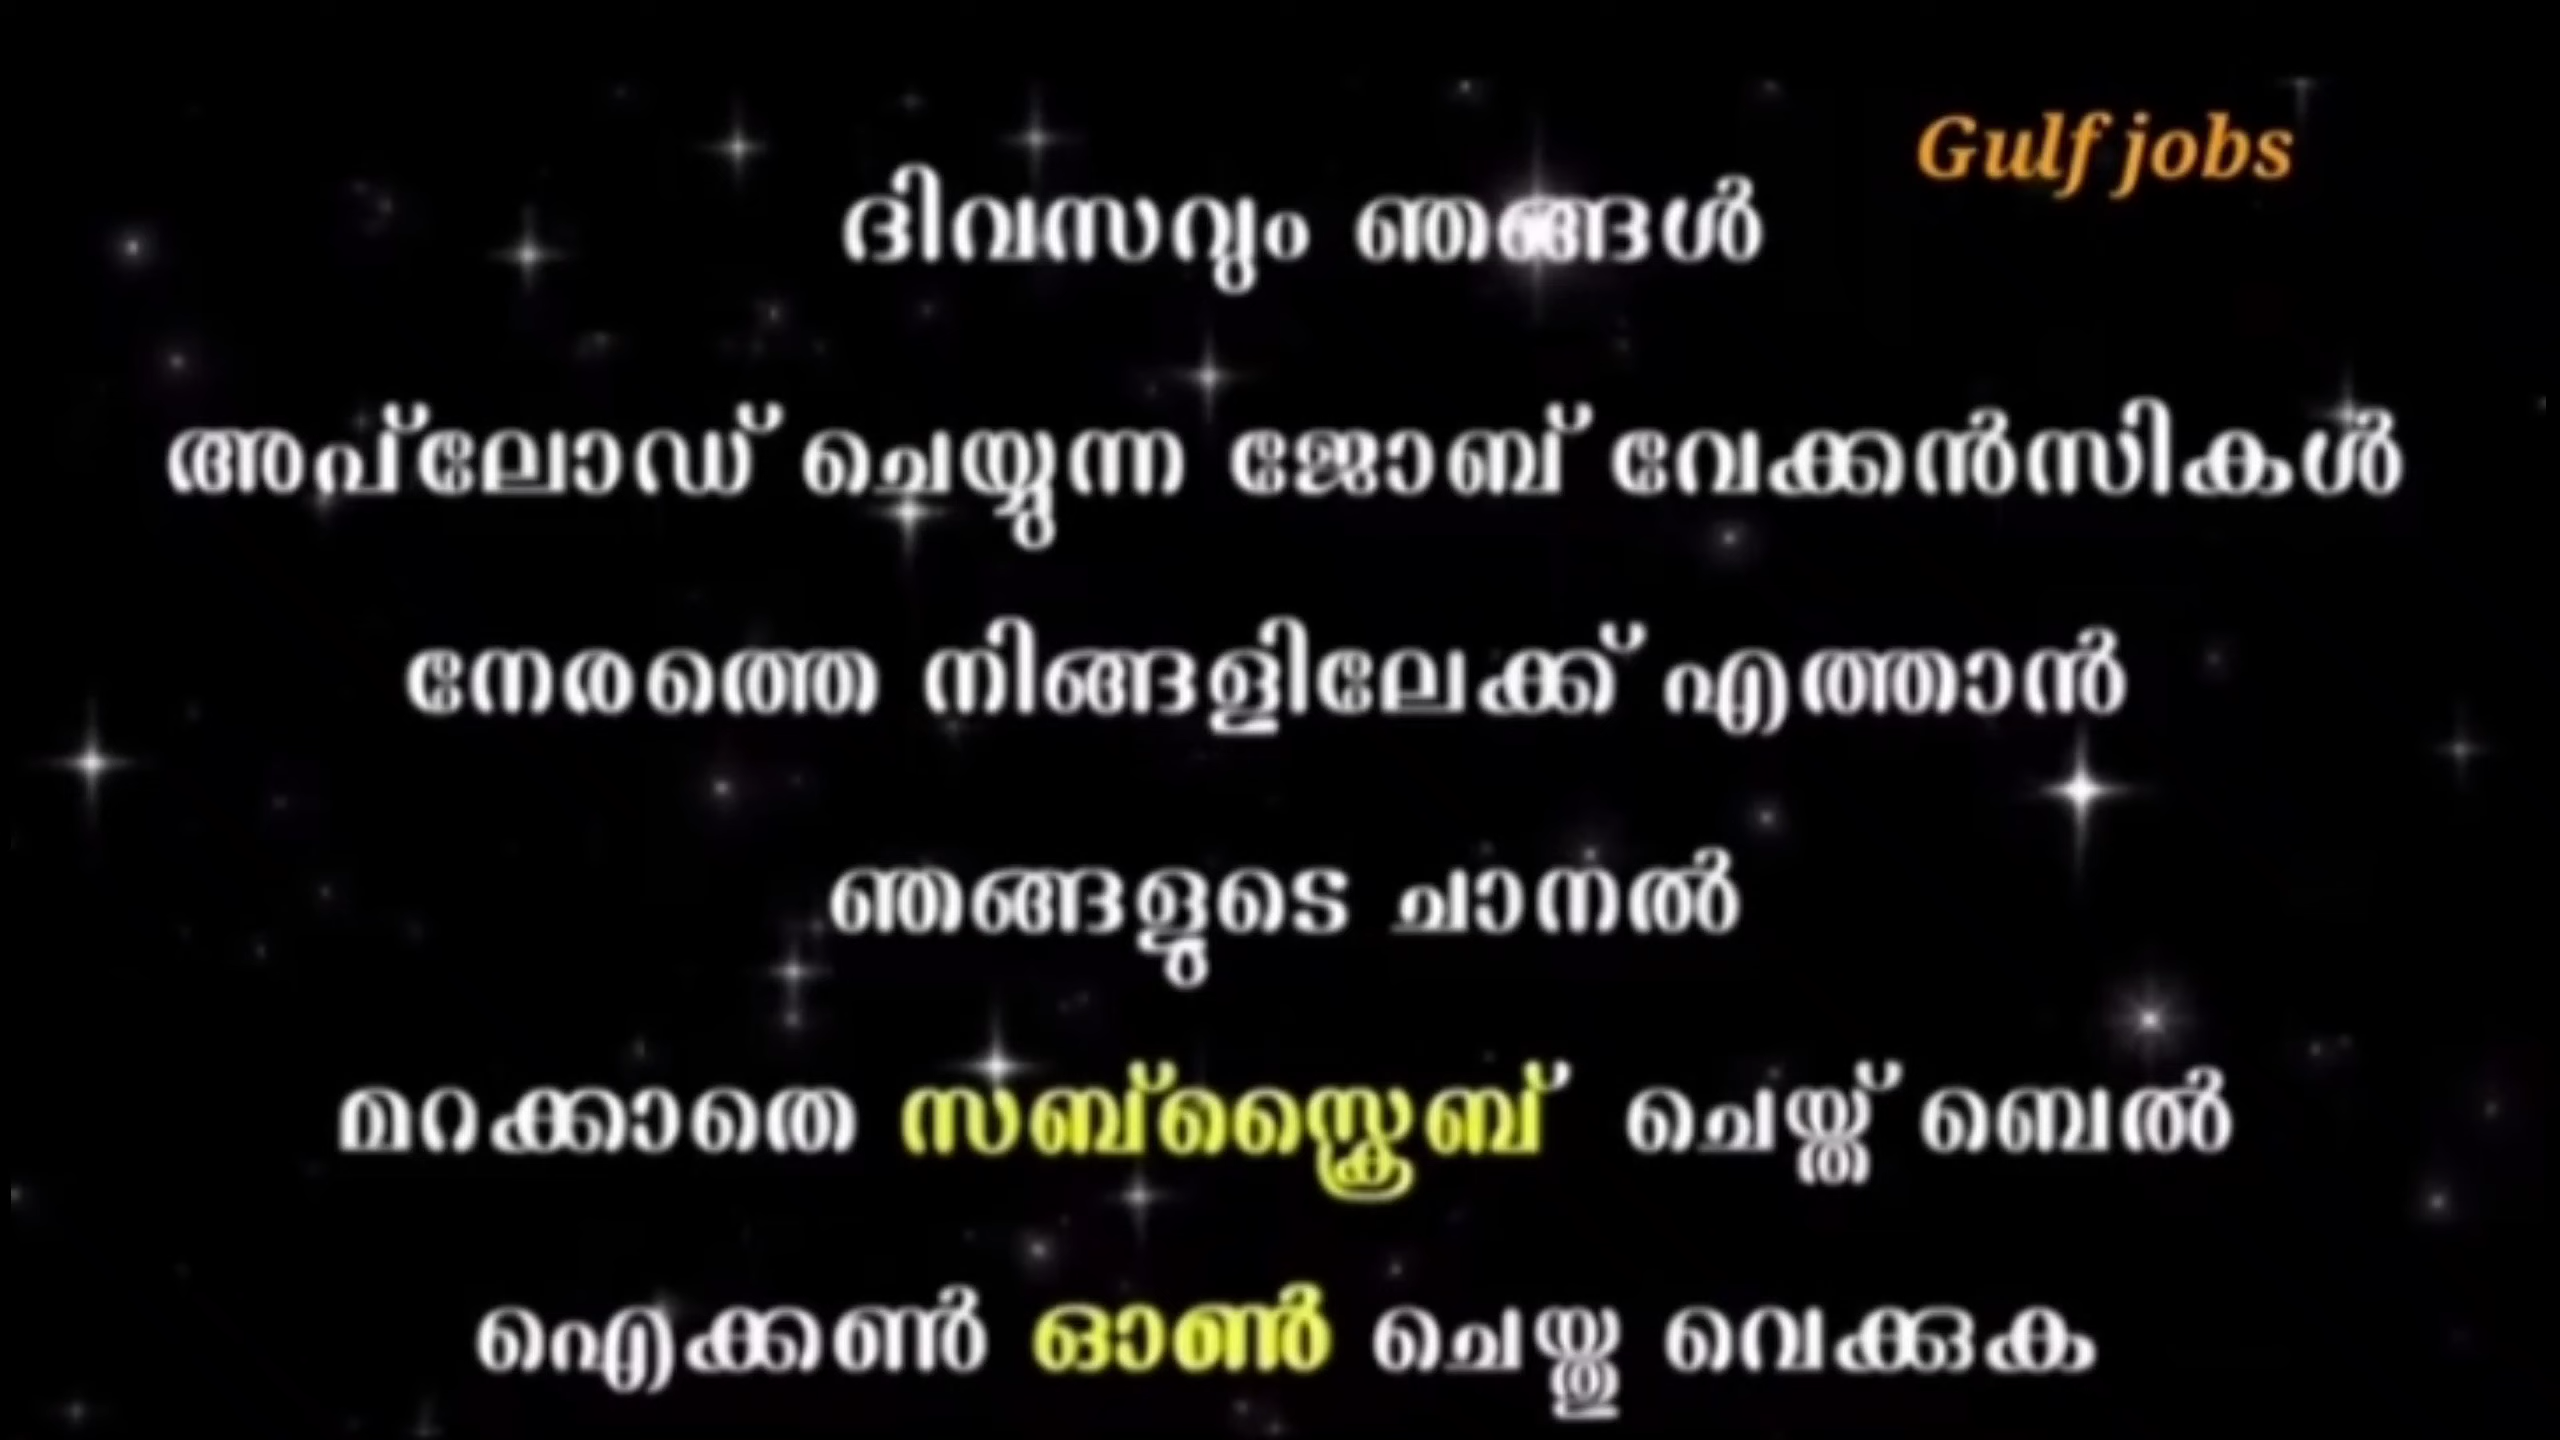 Gulf jobs
ദിവസവും ഞങ്ങൾ
അപ്ലോഡ് ചെയ്യുന്ന ജോബ് വേക്കൻസികൾ
നേരത്തെ നിങ്ങളിലേക്ക് എത്താൻ
ഞങ്ങളുടെ ചാനൽ
മറക്കാതെ സബ്സ്ക്രൈബ് ചെയ്ത് ബെൽ
ഐക്കൺ ഓൺ ചെയ്തു വെക്കുക